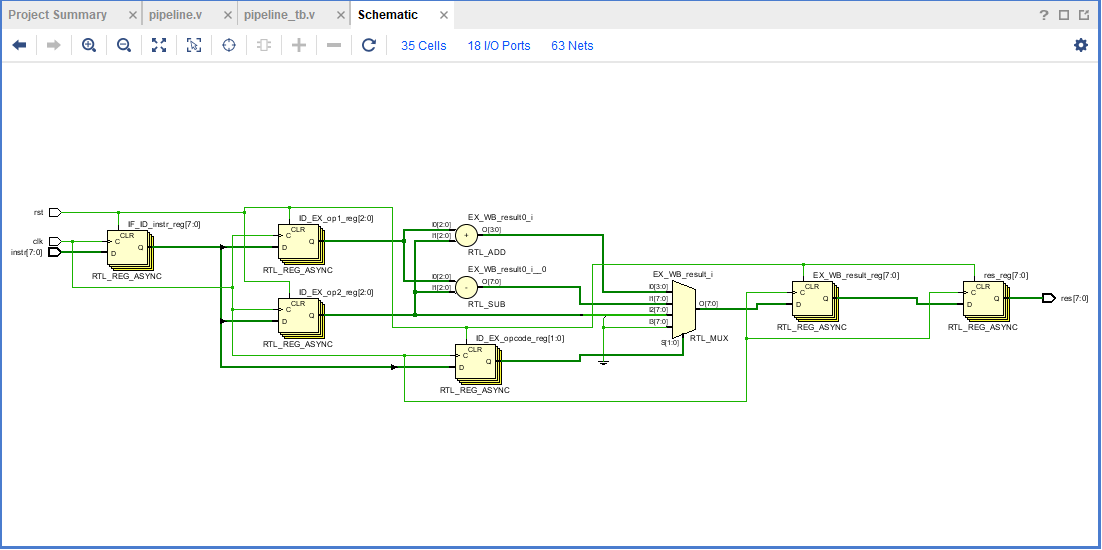 Project Summary × pipeline.v × pipeline_tb.v × Schematic × ?
35 Cells 18 I/O Ports 63 Nets
rst
clk
instr[7:0]
IF_ID_instr_reg[7:0]
CLR
C
D
Q
RTL_REG_ASYNC
ID_EX_op1_reg[2:0]
CLR
C
D
Q
RTL_REG_ASYNC
ID_EX_op2_reg[2:0]
CLR
C
D
Q
RTL_REG_ASYNC
EX_WB_result0_i
I0[2:0]
I1[2:0]
+
O[3:0]
RTL_ADD
EX_WB_result0_i__0
I0[2:0]
I1[2:0]
-
O[7:0]
RTL_SUB
ID_EX_opcode_reg[1:0]
CLR
C
D
Q
RTL_REG_ASYNC
EX_WB_result_i
I0[3:0]
I1[7:0]
I2[7:0]
I3[7:0]
S[1:0]
O[7:0]
RTL_MUX
EX_WB_result_reg[7:0]
CLR
C
D
Q
RTL_REG_ASYNC
res_reg[7:0]
CLR
C
D
Q
RTL_REG_ASYNC
res[7:0]